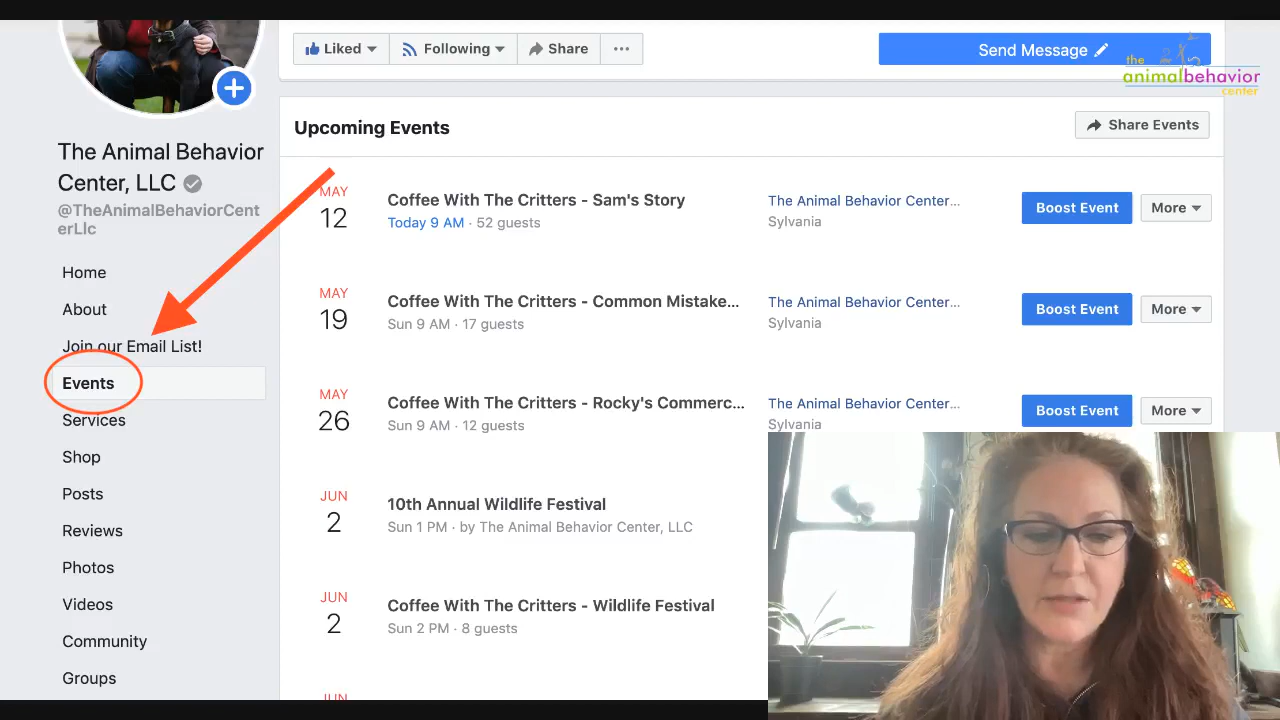 Liked
Following
Share
Send Message
the
animalbehavior
center
Upcoming Events
Share Events
The Animal Behavior
Center, LLC
@TheAnimalBehaviorCent
erLlc
Home
About
Join our Email List!
Events
Services
Shop
Posts
Reviews
Photos
Videos
Community
Groups
MAY
12
Coffee With The Critters - Sam's Story
Today 9 AM · 52 guests
The Animal Behavior Center...
Sylvania
Boost Event
More
MAY
19
Coffee With The Critters - Common Mistake...
Sun 9 AM · 17 guests
The Animal Behavior Center...
Sylvania
Boost Event
More
MAY
26
Coffee With The Critters - Rocky's Commerc...
Sun 9 AM · 12 guests
The Animal Behavior Center...
Sylvania
Boost Event
More
JUN
2
10th Annual Wildlife Festival
Sun 1 PM · by The Animal Behavior Center, LLC
JUN
2
Coffee With The Critters - Wildlife Festival
Sun 2 PM · 8 guests
JUN